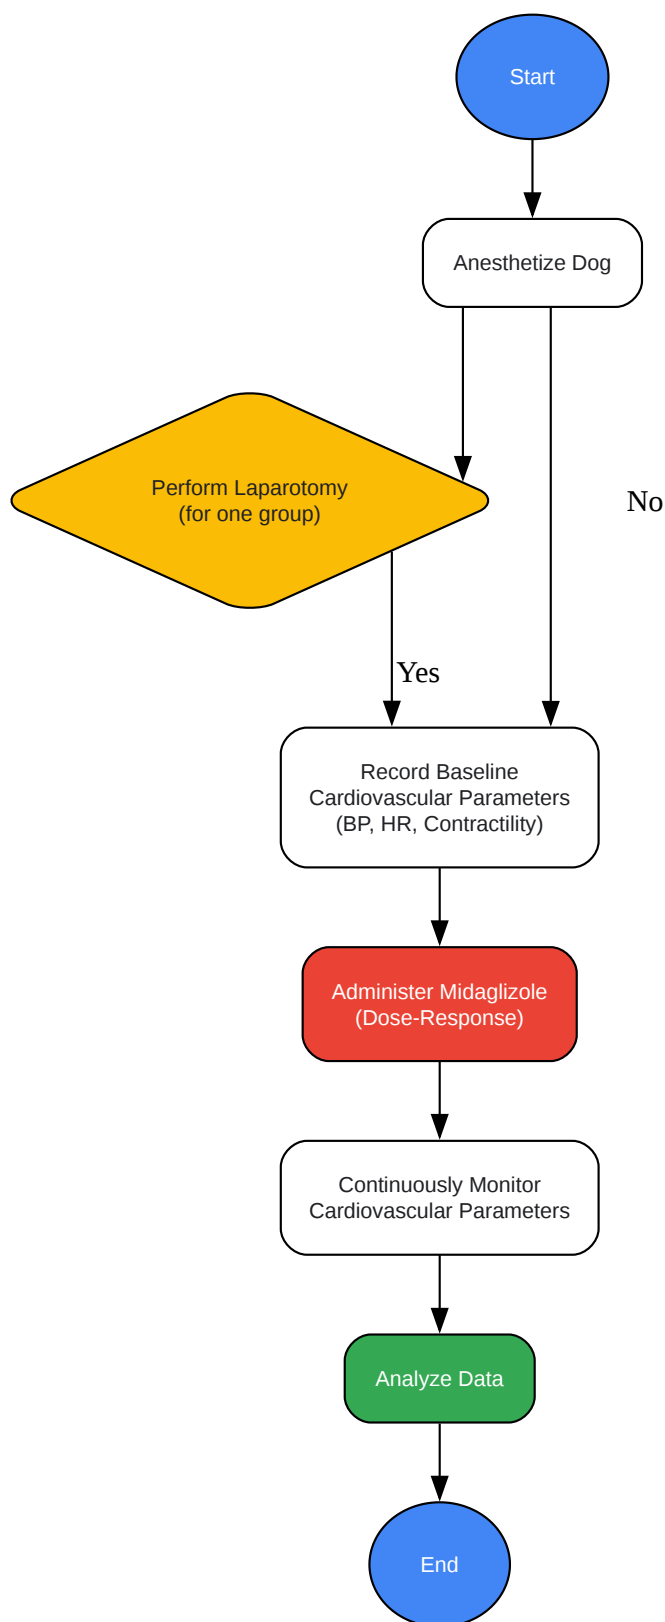 Start
Anesthetize Dog
Perform Laparotomy
(for one group)
No
Yes
Record Baseline
Cardiovascular Parameters
(BP, HR, Contractility)
Administer Midaglizole
(Dose-Response)
Continuously Monitor
Cardiovascular Parameters
Analyze Data
End